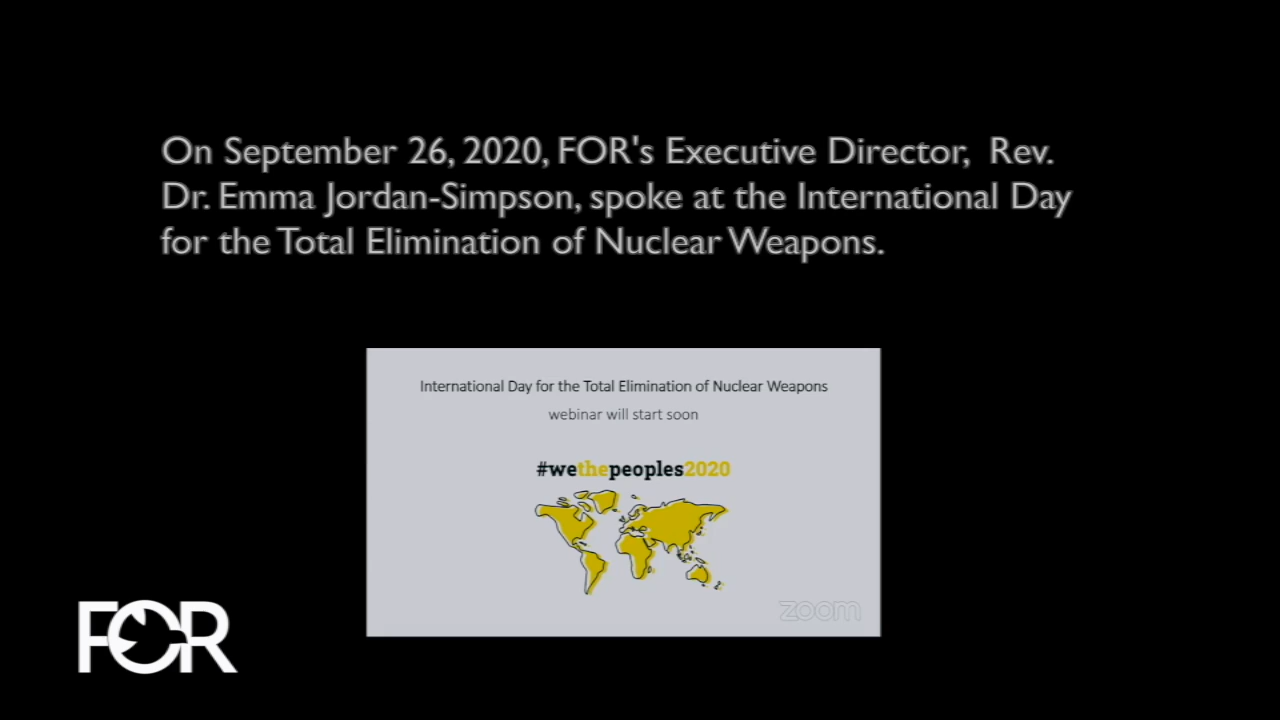 On September 26, 2020, FOR's Executive Director,  Rev.
Dr. Emma Jordan-Simpson, spoke at the International Day
for the Total Elimination of Nuclear Weapons.
International Day for the Total Elimination of Nuclear Weapons
webinar will start soon
#wethepeoples2020
zoom
FOR